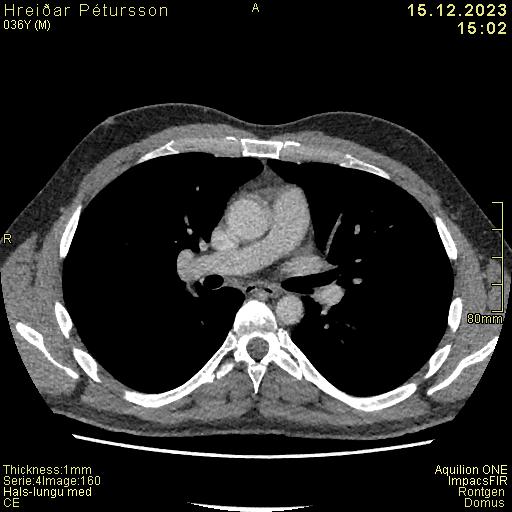 Hreiðar Pétursson
036Y (M)
A
15.12.2023
15:02
R
80mm
Thickness:1mm
Serie:4Image:160
Hals-lungu med
CE
Aquilion ONE
ImpacsFIR
Rontgen
Domus